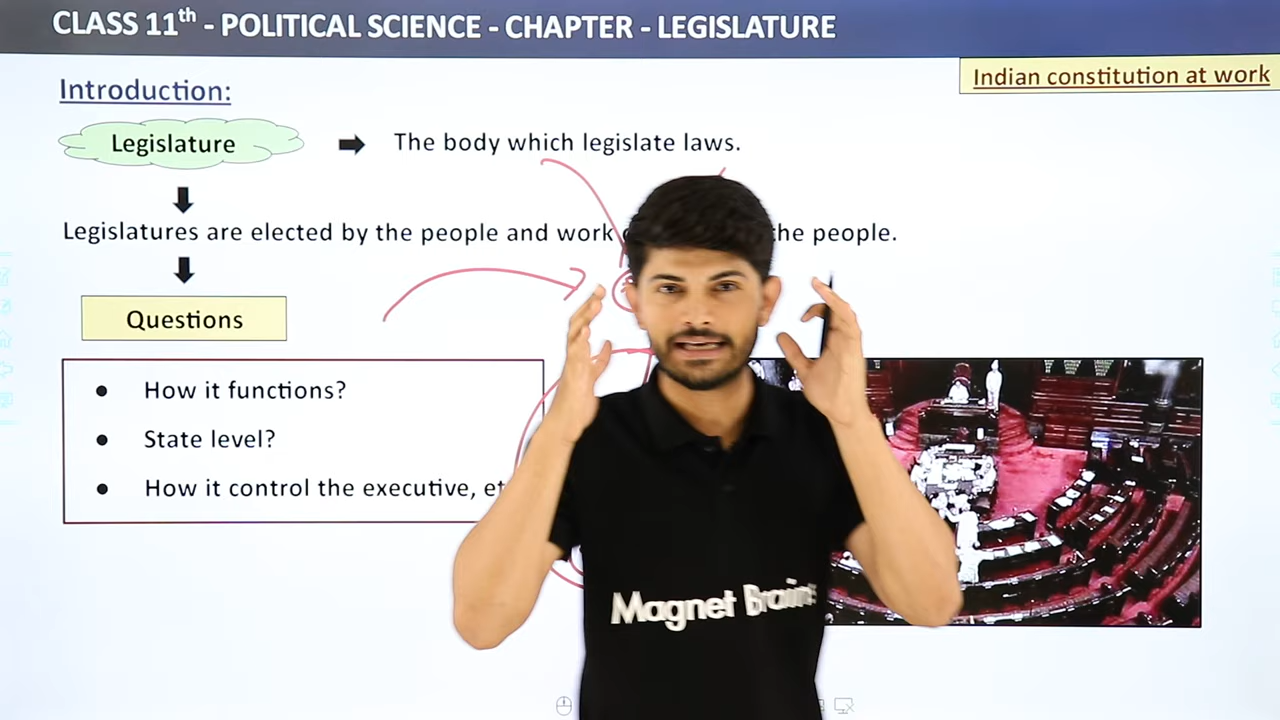 CLASS 11th - POLITICAL SCIENCE - CHAPTER - LEGISLATURE
Indian constitution at work
Introduction:
Legislature
The body which legislate laws.
Legislatures are elected by the people and work the people.
Questions
• How it functions?
• State level?
• How it control the executive,
Magnet Brains